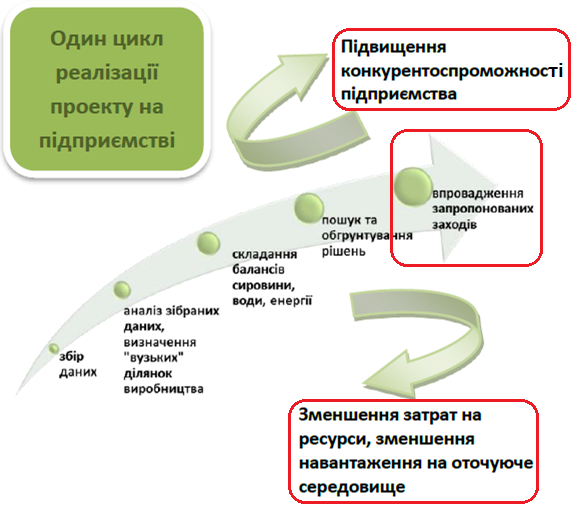 Один цикл
реалізації
проекту на
підприємстві
Підвищення
конкурентоспроможності
підприємства
впровадження
запропонованих
заходів
пошук та
обгрунтування
рішень
складання
балансів
сировини,
води, енергії
аналіз зібраних
даних,
визначення
"вузьких"
ділянок
виробництва
збір
даних
Зменшення затрат на
ресурси, зменшення
навантаження на оточуюче
середовище